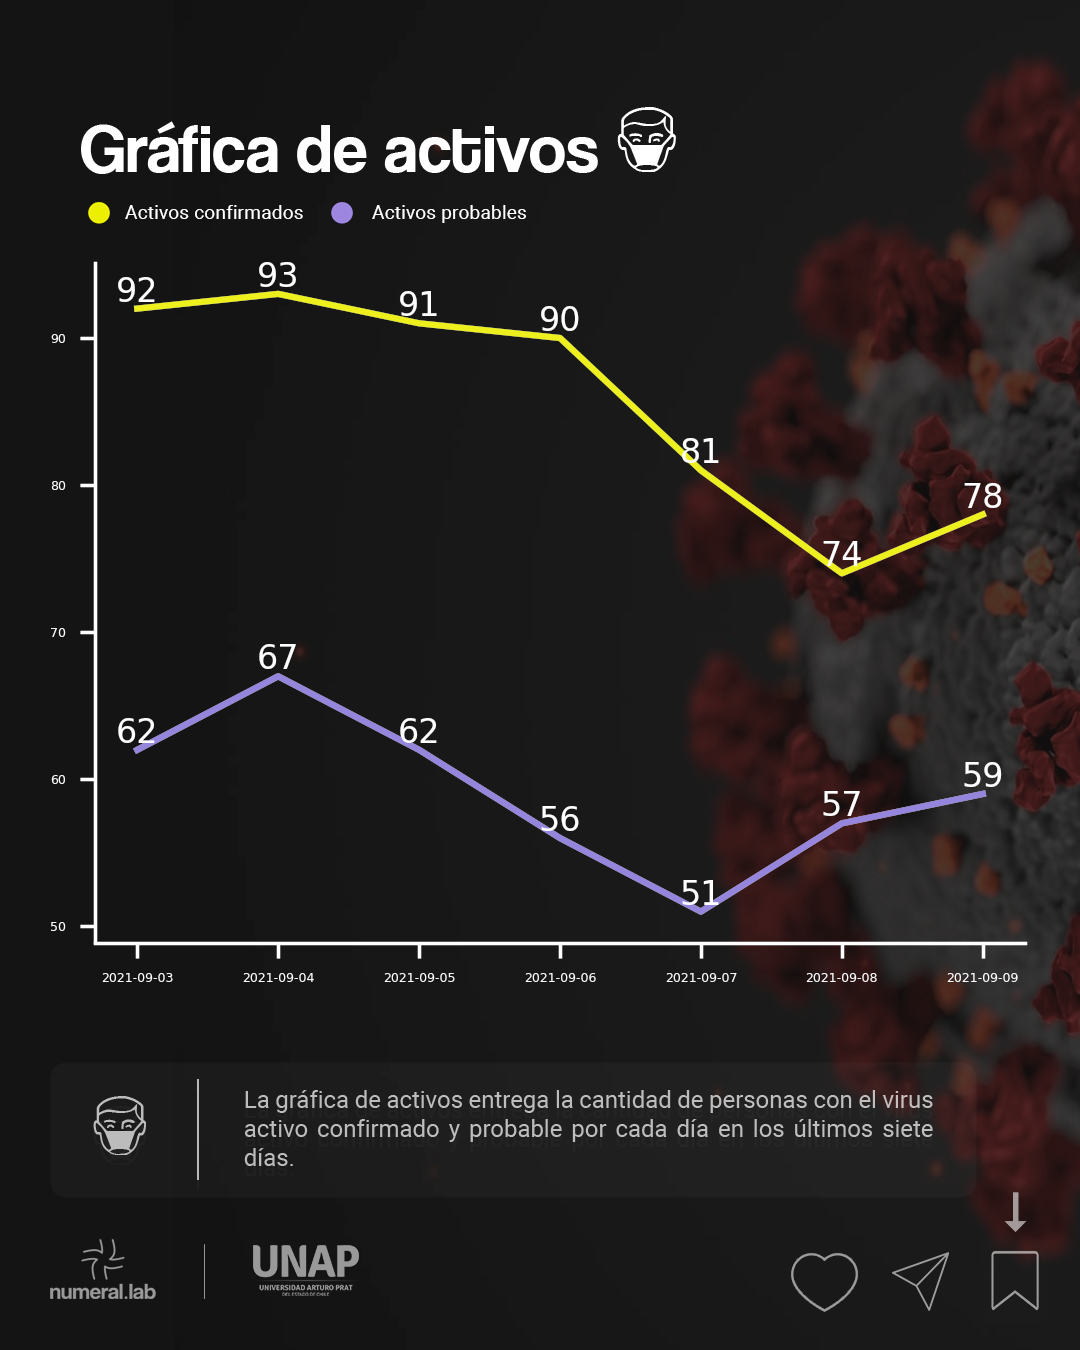 Gráfica de activos
Activos confirmados Activos probables
92 93 91 90 81 74 78
62 67 62 56 51 57 59
90
80
70
60
50
2021-09-03 2021-09-04 2021-09-05 2021-09-06 2021-09-07 2021-09-08 2021-09-09
La gráfica de activos entrega la cantidad de personas con el virus
activo confirmado y probable por cada día en los últimos siete
días.
numeral.lab
UNAP
UNIVERSIDAD ARTURO PRAT
DEL ESTADO DE CHILE